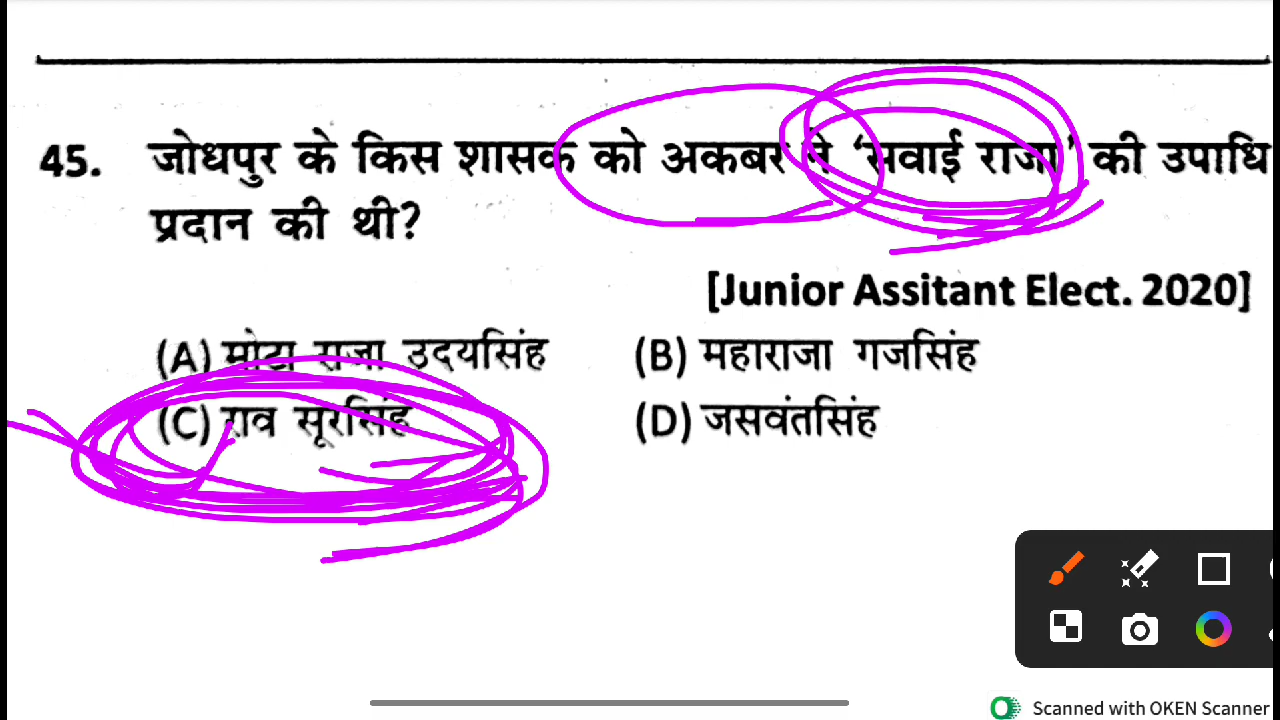 45. जोधपुर के किस शासक को अकबर ने 'सवाई राजा' की उपाधि
प्रदान की थी?
[Junior Assitant Elect. 2020]
(A) मोटा राजा उदयसिंह (B) महाराजा गजसिंह
(C) राव सूरसिंह (D) जसवंतसिंह
Scanned with OKEN Scanner